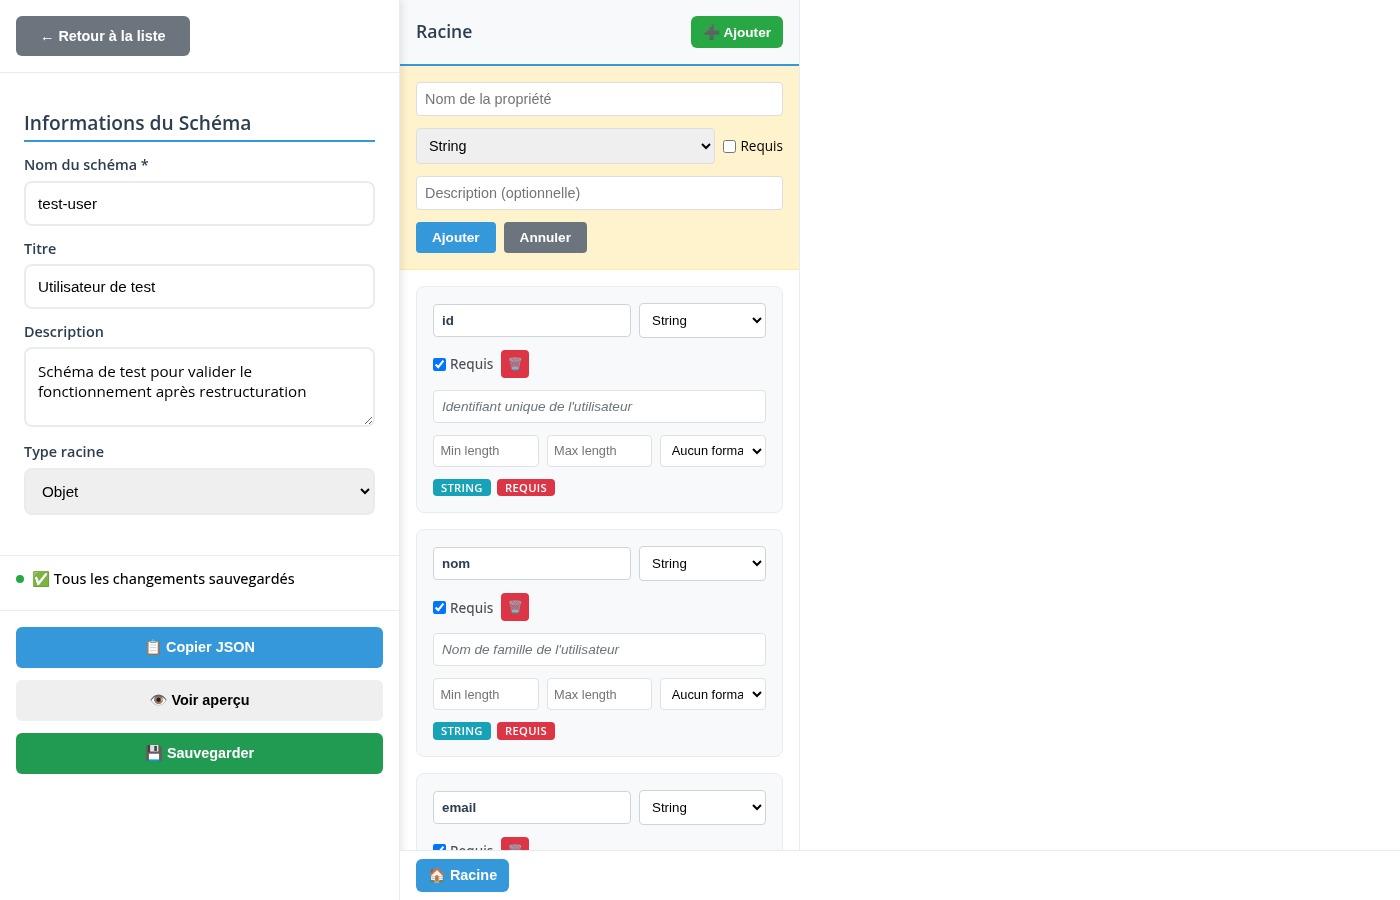 ← Retour à la liste
Informations du Schéma
Nom du schéma *
test-user
Titre
Utilisateur de test
Description
Schéma de test pour valider le
fonctionnement après restructuration
Type racine
Objet
✅ Tous les changements sauvegardés
📋 Copier JSON
👁️ Voir aperçu
💾 Sauvegarder
Racine
➕ Ajouter
Nom de la propriété
String
Requis
Description (optionnelle)
Ajouter
Annuler
id
String
Requis
Identifiant unique de l'utilisateur
Min length
Max length
Aucun forma
STRING
REQUIS
nom
String
Requis
Nom de famille de l'utilisateur
Min length
Max length
Aucun forma
STRING
REQUIS
email
String
Requis
🏠 Racine